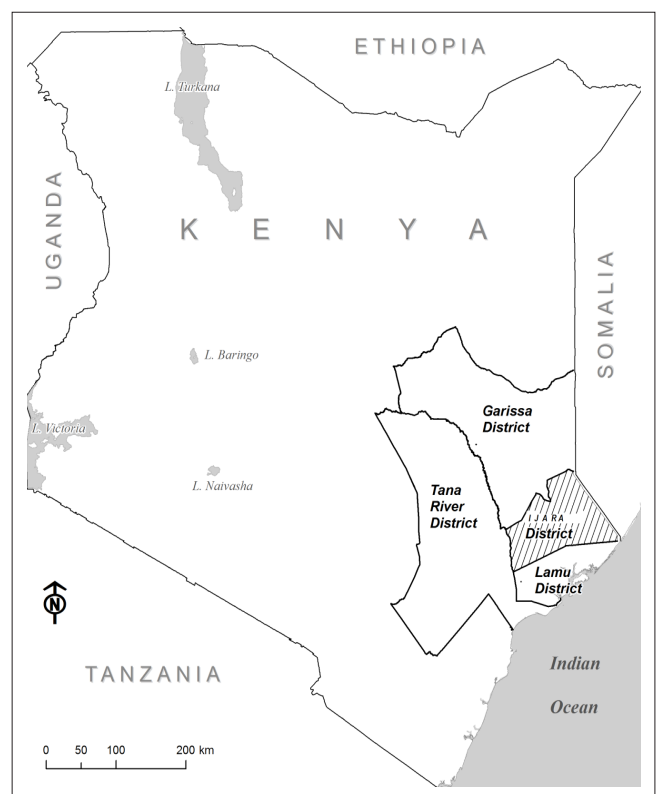 ETHIOPIA
L. Turkana
UGANDA
KENYA
SOMALIA
L. Baringo
Garissa
District
L. Victoria
L. Naivasha
Tana
River
District
IJARA
District
Lamu
District
N
TANZANIA
Indian
Ocean
0 50 100 200 km